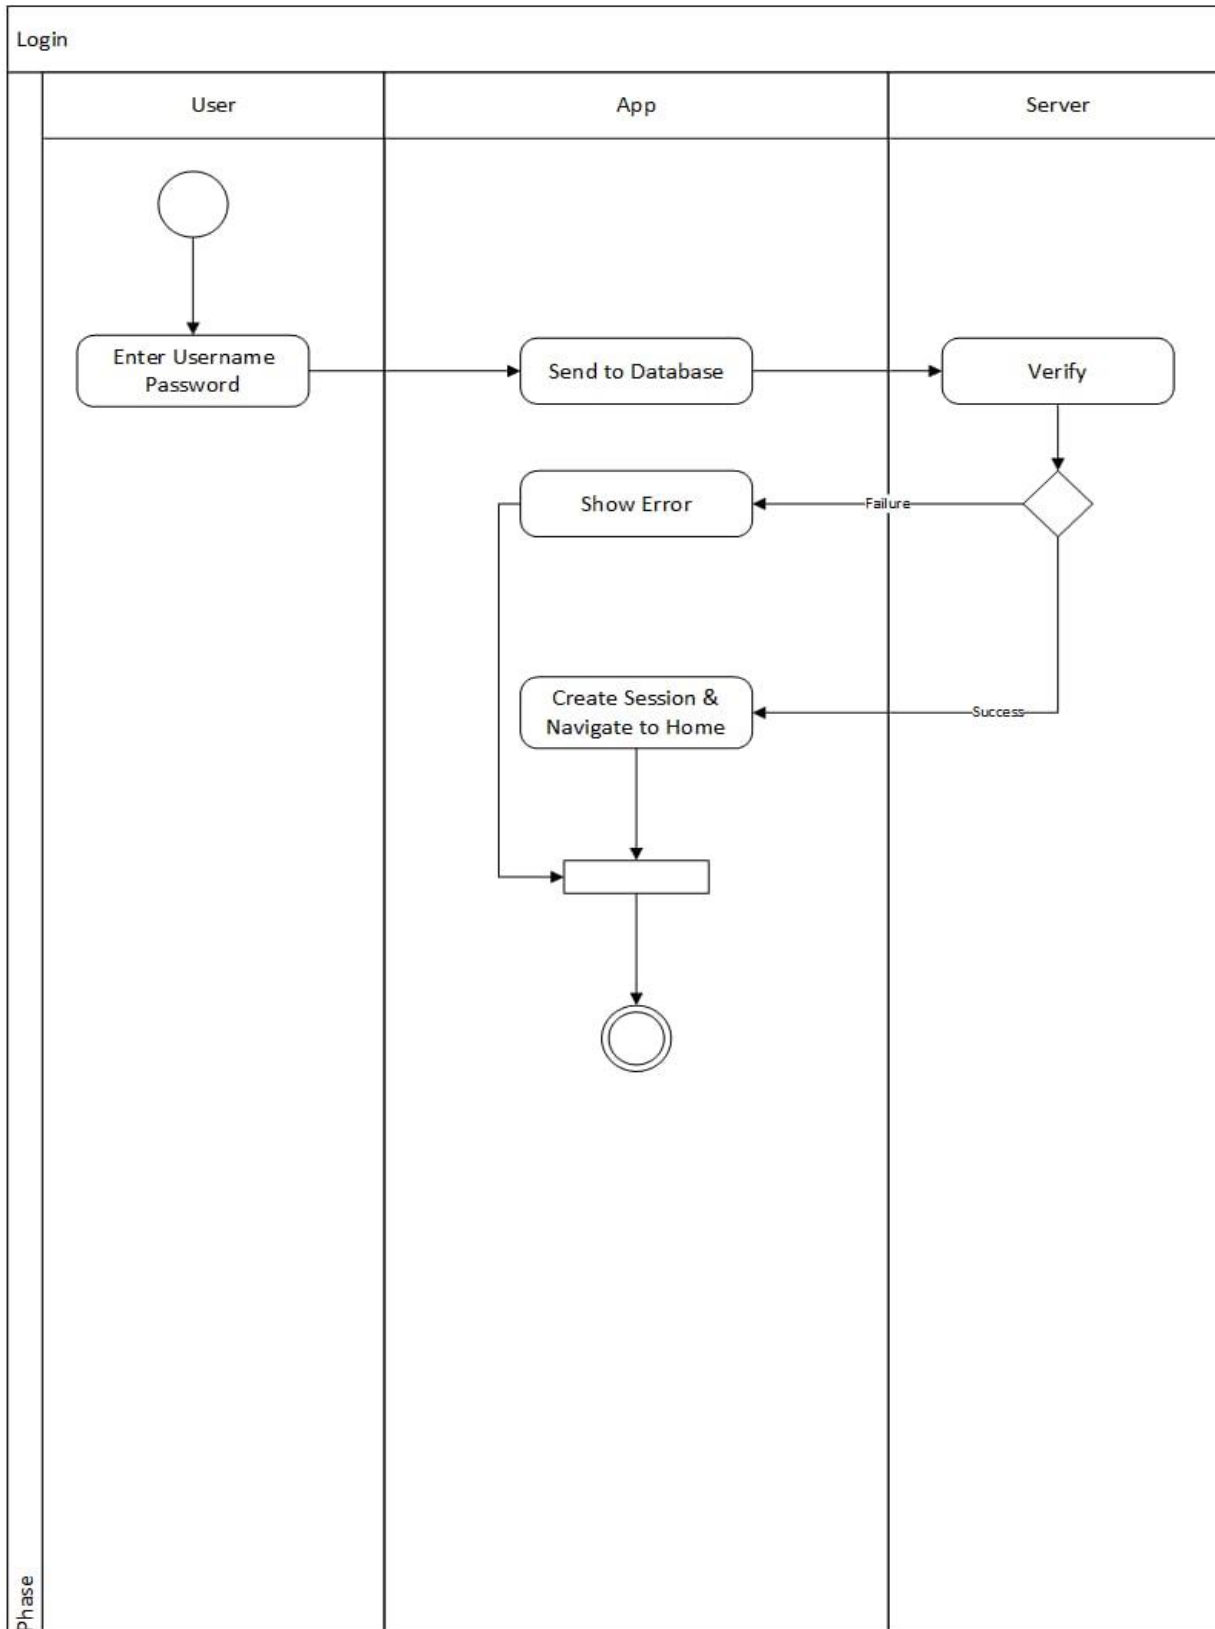 Login
User
App
Server
Enter Username
Password
Send to Database
Verify
Show Error
Failure
Create Session &
Navigate to Home
Success
Phase